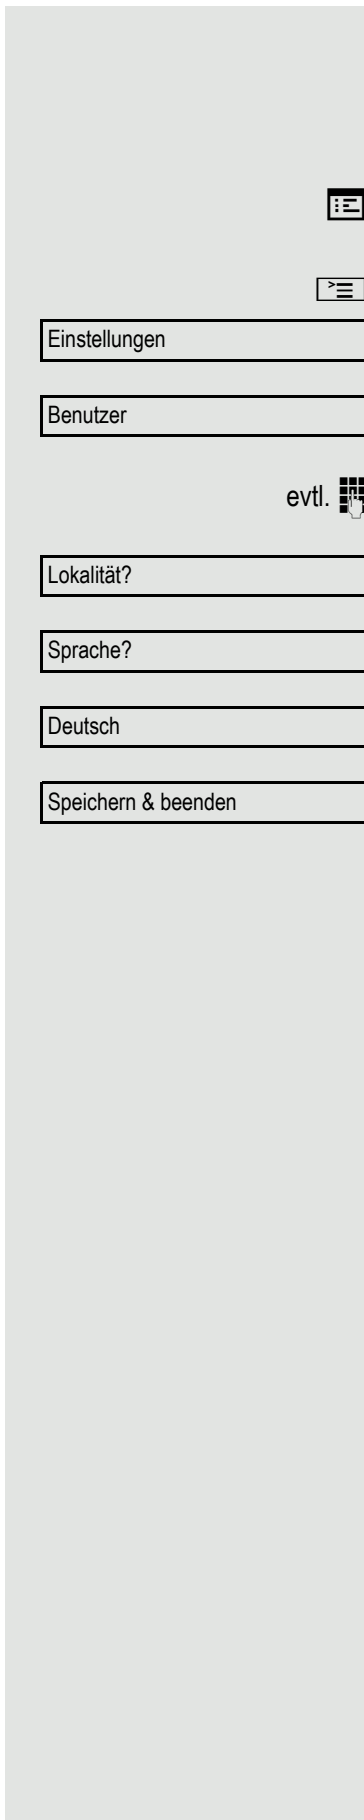 Einstellungen
Benutzer
evtl.
Lokalität?
Sprache?
Deutsch
Speichern & beenden